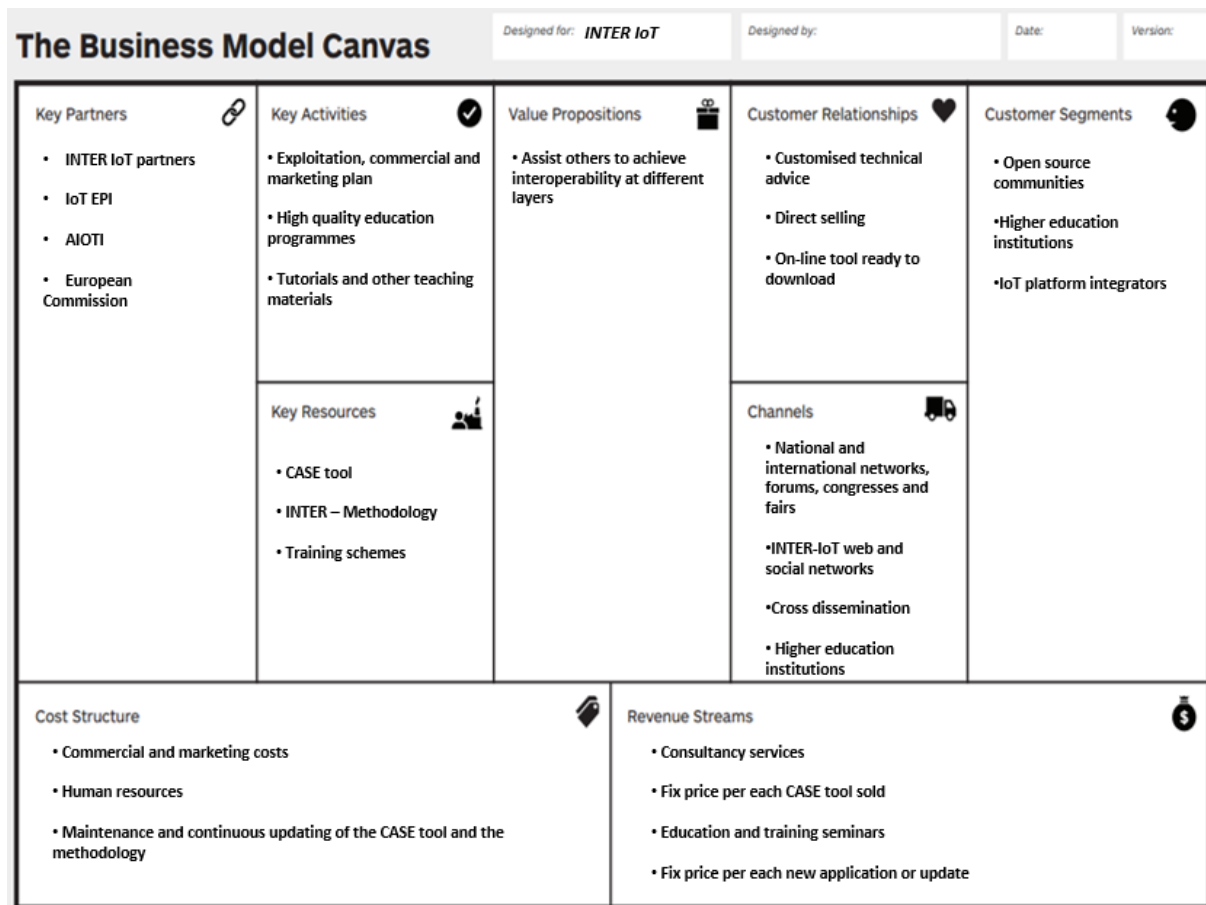 The Business Model Canvas
Designed for: INTER IoT
Designed by:
Date:
Version:
Key Partners
• INTER IoT partners
• IoT EPI
• AIOTI
• European
Commission
Key Activities
• Exploitation, commercial and
marketing plan
• High quality education
programmes
• Tutorials and other teaching
materials
Key Resources
• CASE tool
• INTER – Methodology
• Training schemes
Value Propositions
• Assist others to achieve
interoperability at different
layers
Customer Relationships
• Customised technical
advice
• Direct selling
• On-line tool ready to
download
Channels
• National and
international networks,
forums, congresses and
fairs
•INTER-IoT web and
social networks
•Cross dissemination
• Higher education
institutions
Customer Segments
• Open source
communities
•Higher education
institutions
•IoT platform integrators
Cost Structure
• Commercial and marketing costs
• Human resources
• Maintenance and continuous updating of the CASE tool and the
methodology
Revenue Streams
• Consultancy services
• Fix price per each CASE tool sold
• Education and training seminars
• Fix price per each new application or update